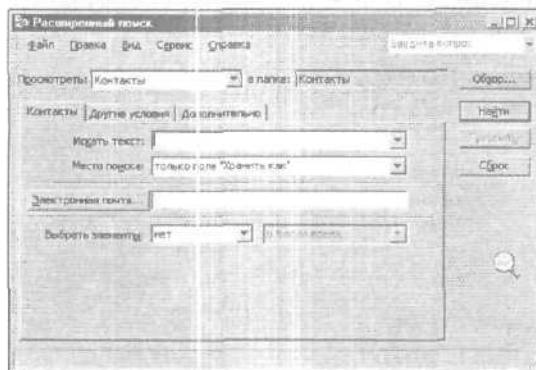 Расширенный поиск
Файл Правка Вид Сервис Справка
Просмотреть: Контакты в папке: Контакты Обзор...
Контакты Другие условия Дополнительно Найти
Искать текст:
Место поиска: только поле "Хранить как" Сброс
Электронная почта...
Выбрать элементы: нет